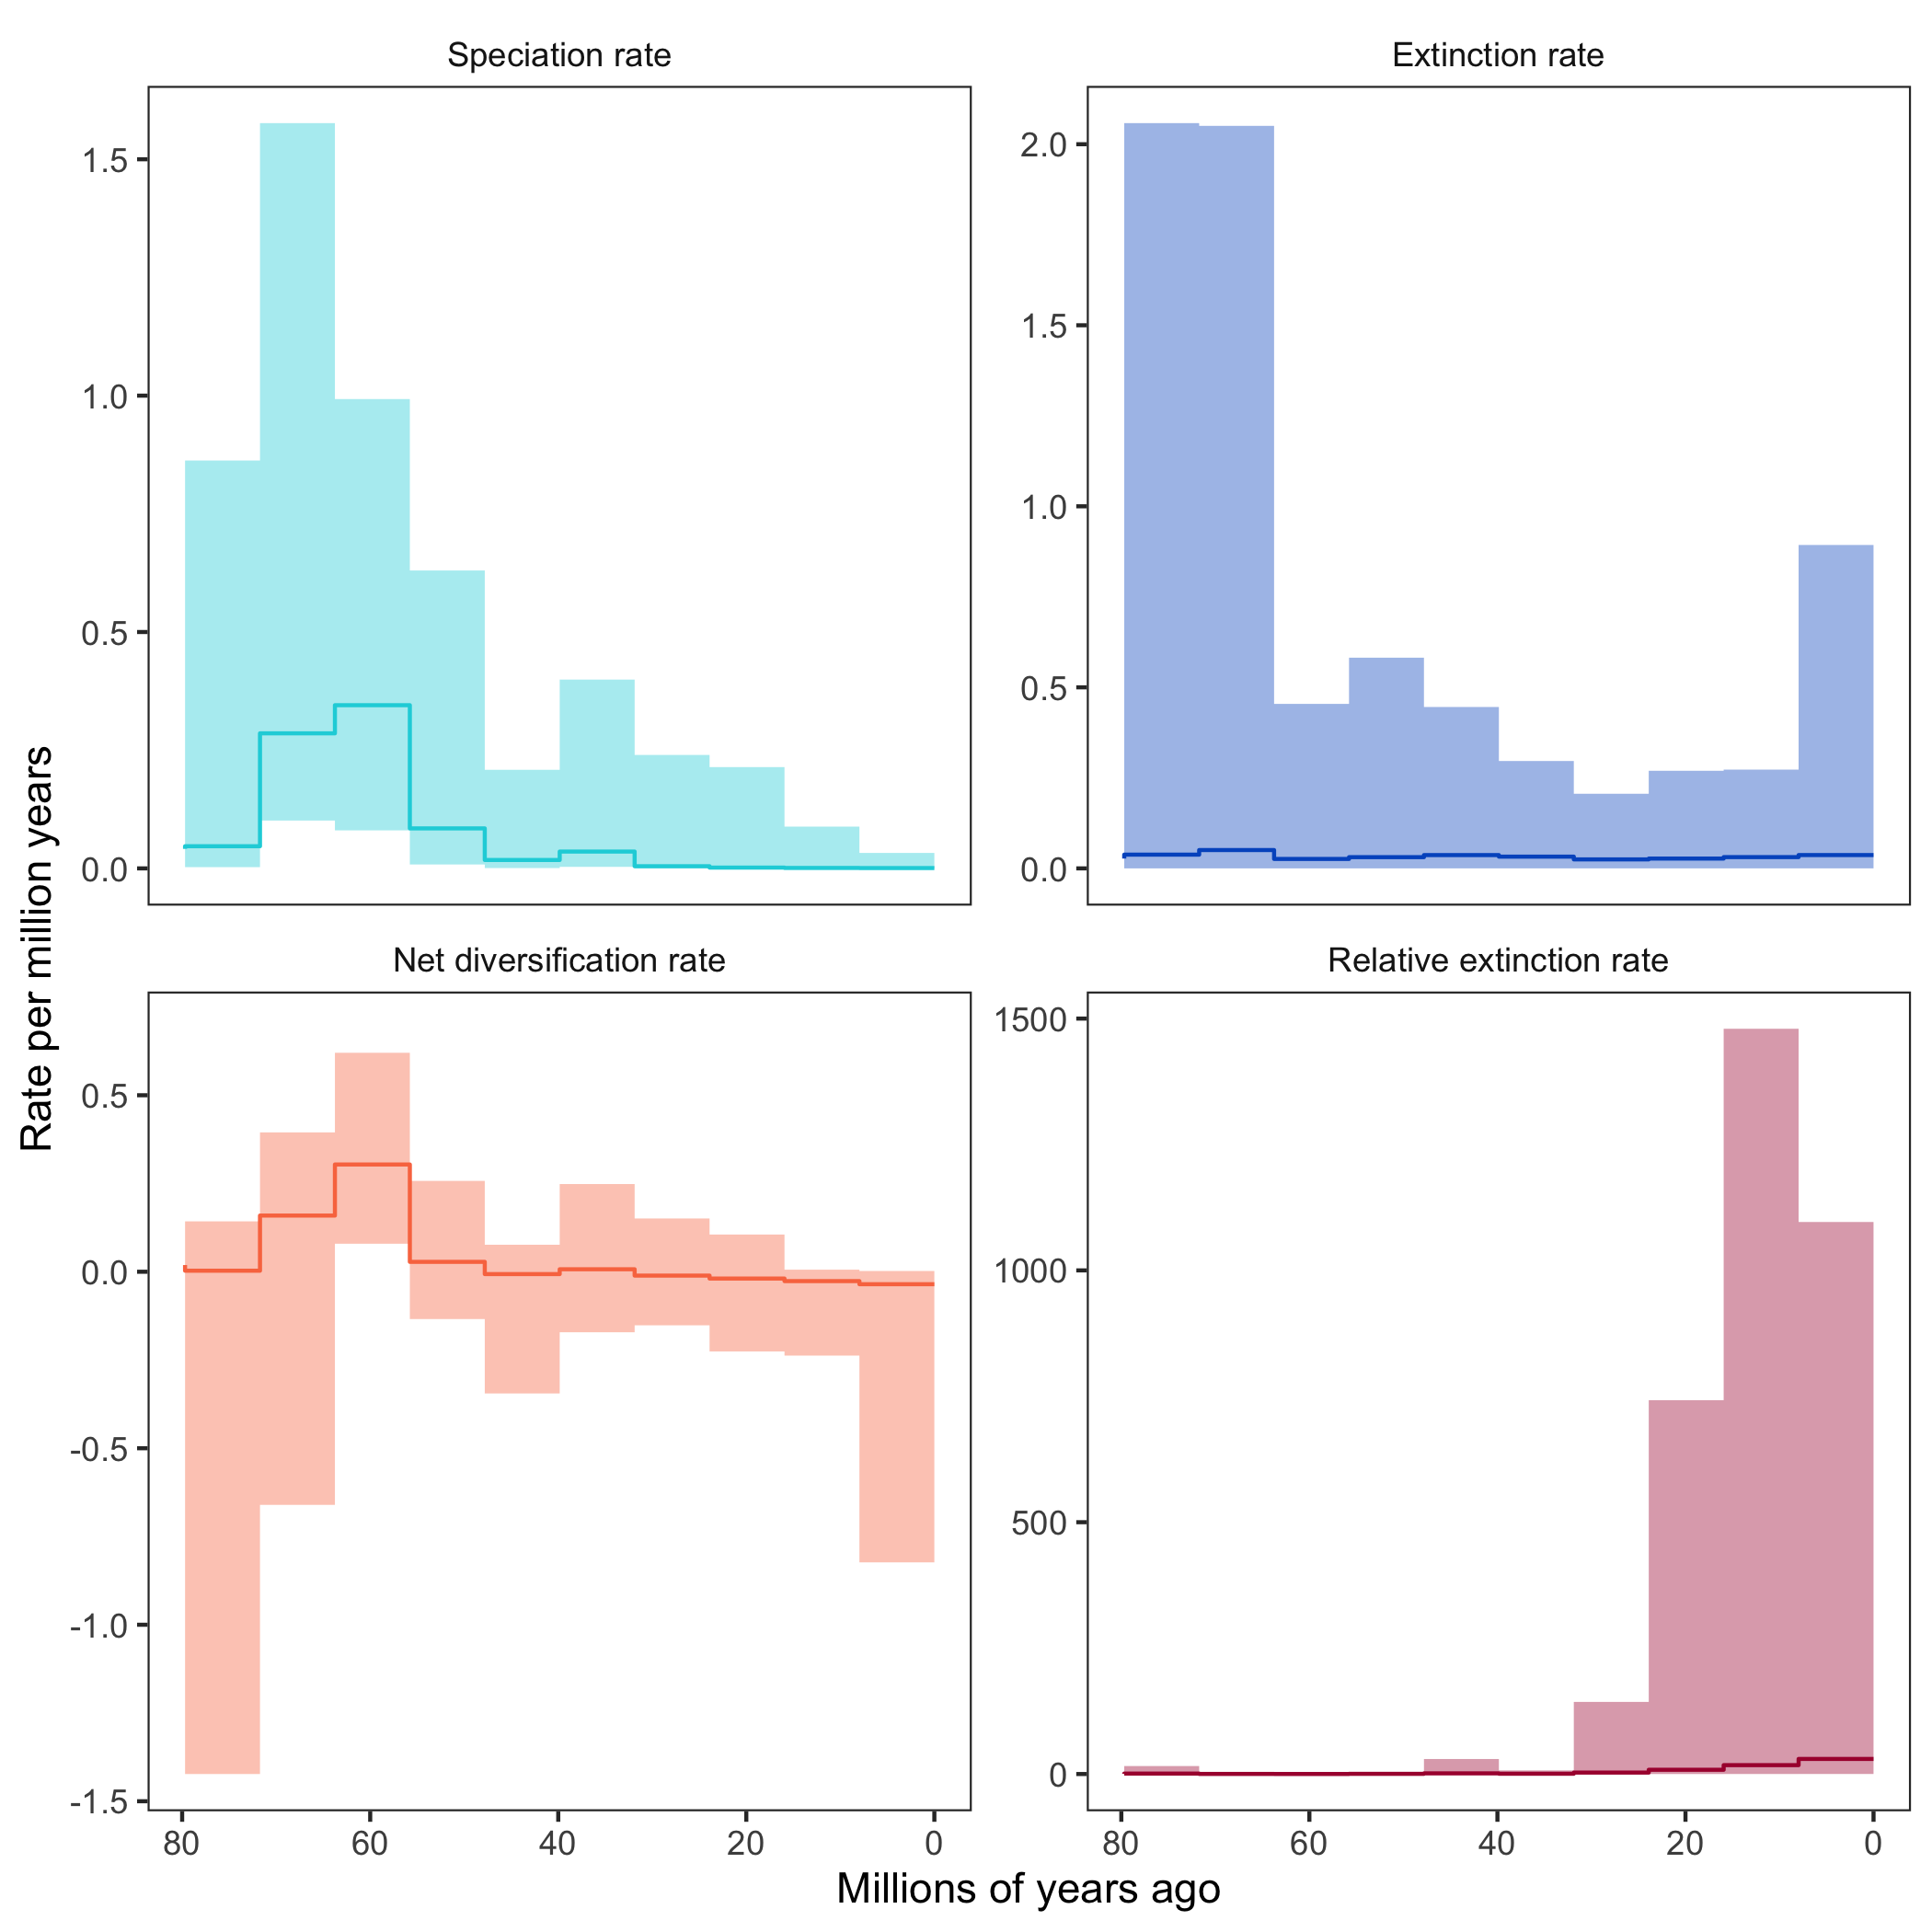 Speciation rate
Extinction rate
1.5
1.0
0.5
0.0
2.0
1.5
1.0
0.5
0.0
Rate per million years
Net diversification rate
Relative extinction rate
0.5
0.0
-0.5
-1.0
-1.5
1500
1000
500
0
80 60 40 20 0
80 60 40 20 0
Millions of years ago